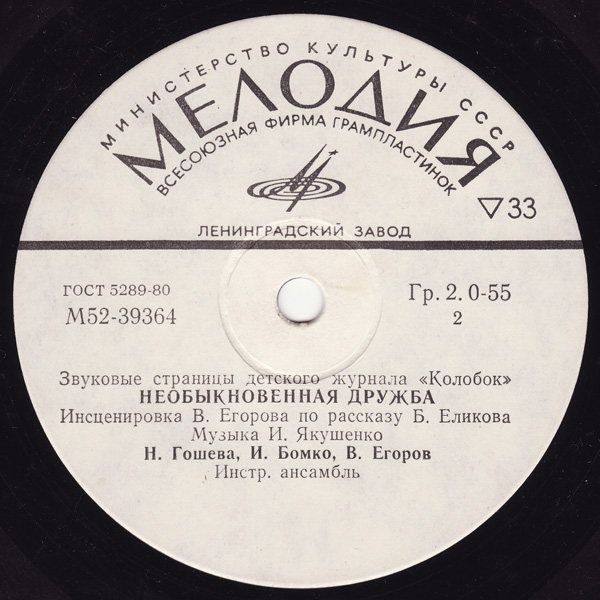 МИНИСТЕРСТВО КУЛЬТУРЫ СССР
МЕЛОДИЯ
ВСЕСОЮЗНАЯ ФИРМА ГРАМПЛАСТИНОК
▽33
ЛЕНИНГРАДСКИЙ ЗАВОД
ГОСТ 5289-80
Гр. 2. 0-55
М52-39364
2
Звуковые страницы детского журнала «Колобок»
НЕОБЫКНОВЕННАЯ ДРУЖБА
Инсценировка В. Егорова по рассказу Б. Еликова
Музыка И. Якушенко
Н. Гошева, И. Бомко, В. Егоров
Инстр. ансамбль